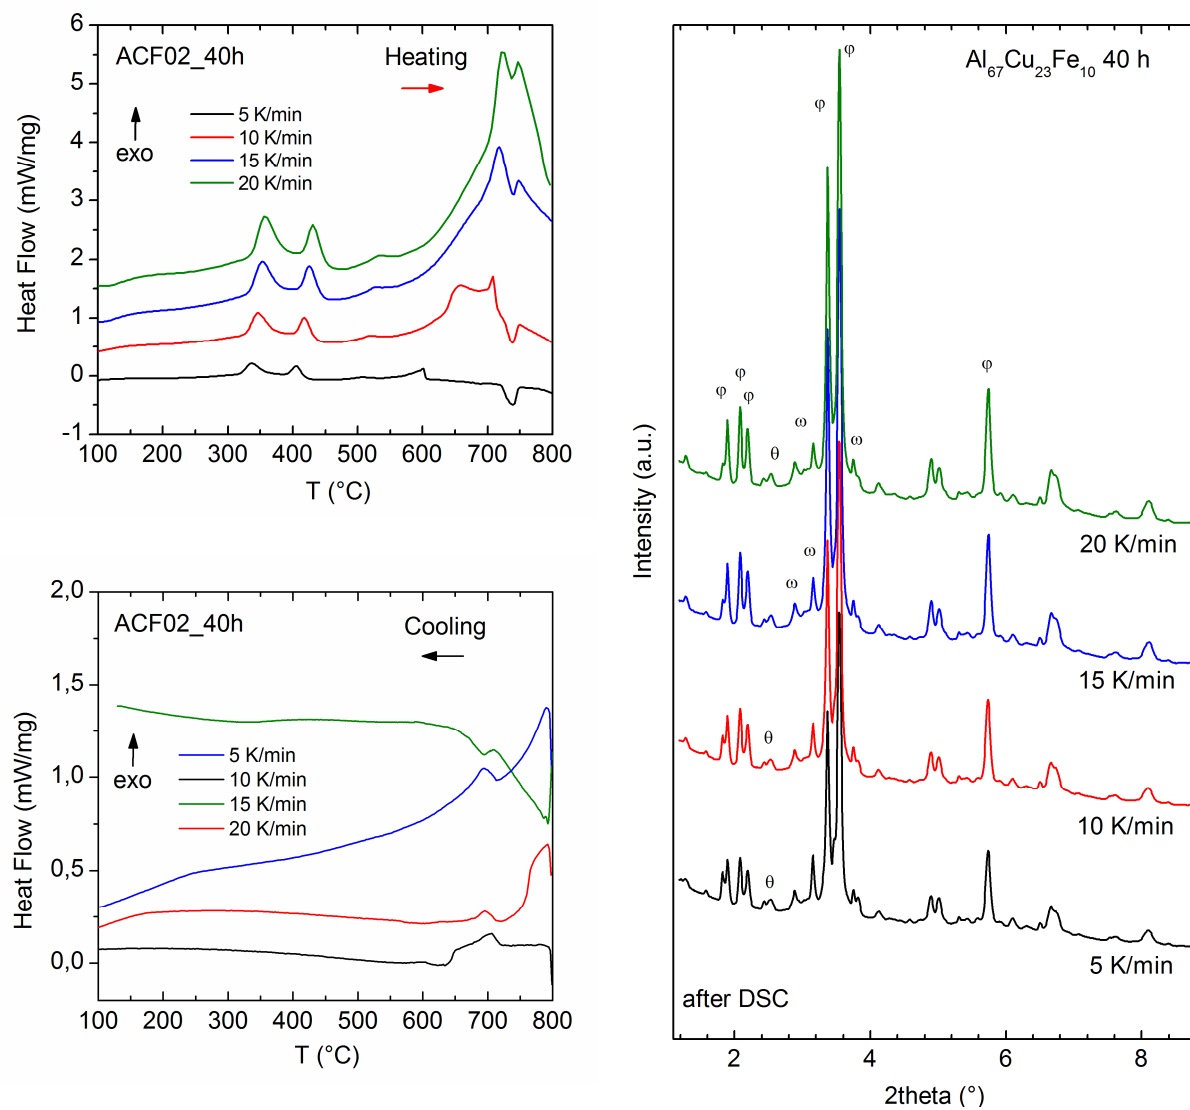 6
5
4
3
2
1
0
-1
Heat Flow (mW/mg)
ACF02_40h
Heating
exo
5 K/min
10 K/min
15 K/min
20 K/min
100 200 300 400 500 600 700 800
T (°C)
2,0
1,5
1,0
0,5
0,0
Heat Flow (mW/mg)
ACF02_40h
Cooling
exo
5 K/min
10 K/min
15 K/min
20 K/min
100 200 300 400 500 600 700 800
T (°C)
Intensity (a.u.)
Al67Cu23Fe10 40 h
φ
φ
φ
φ
φ
φ
θ
ω
ω
20 K/min
ω
ω
15 K/min
θ
10 K/min
θ
5 K/min
after DSC
2 4 6 8
2theta (°)